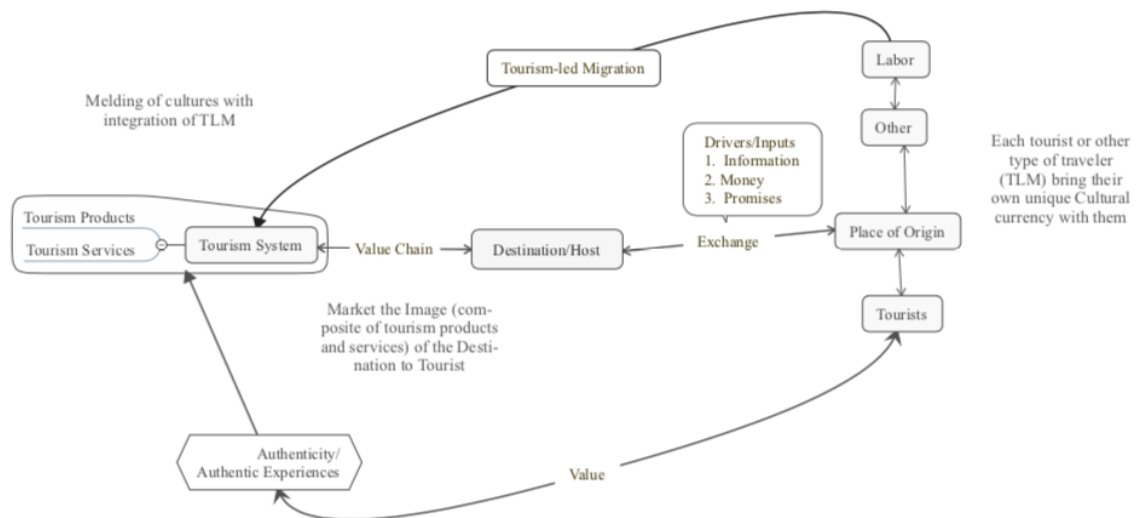 Tourism-led Migration
Labor
Melding of cultures with
integration of TLM
Other
Drivers/Inputs
1. Information
2. Money
3. Promises
Each tourist or other
type of traveler
(TLM) bring their
own unique Cultural
currency with them
Tourism Products
Tourism Services
Tourism System
Value Chain
Destination/Host
Exchange
Place of Origin
Market the Image (com-
posite of tourism products
and services) of the Desti-
nation to Tourist
Tourists
Authenticity/
Authentic Experiences
Value